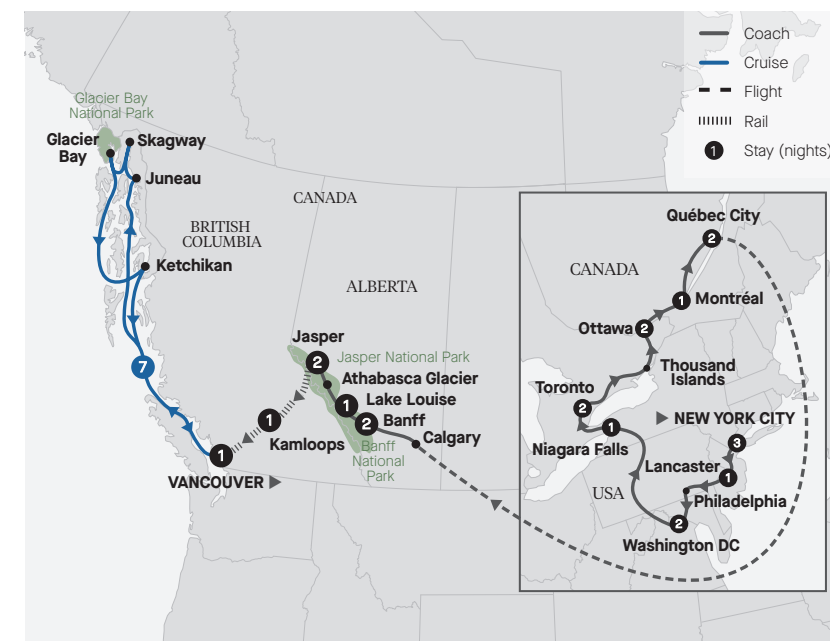 Coach
Cruise
Flight
Rail
1 Stay (nights)
Glacier Bay
National Park
Glacier
Bay
Skagway
Juneau
CANADA
BRITISH
COLUMBIA
Ketchikan
ALBERTA
7
Jasper
2
Jasper National Park
Athabasca Glacier
1
Lake Louise
2
Banff
1
Kamloops
Calgary
Banff
National
Park
1
VANCOUVER
Québec City
2
CANADA
1
Montréal
Ottawa
2
Thousand
Islands
Toronto
2
NEW YORK CITY
1
3
Niagara Falls
Lancaster
1
USA
Philadelphia
2
Washington DC